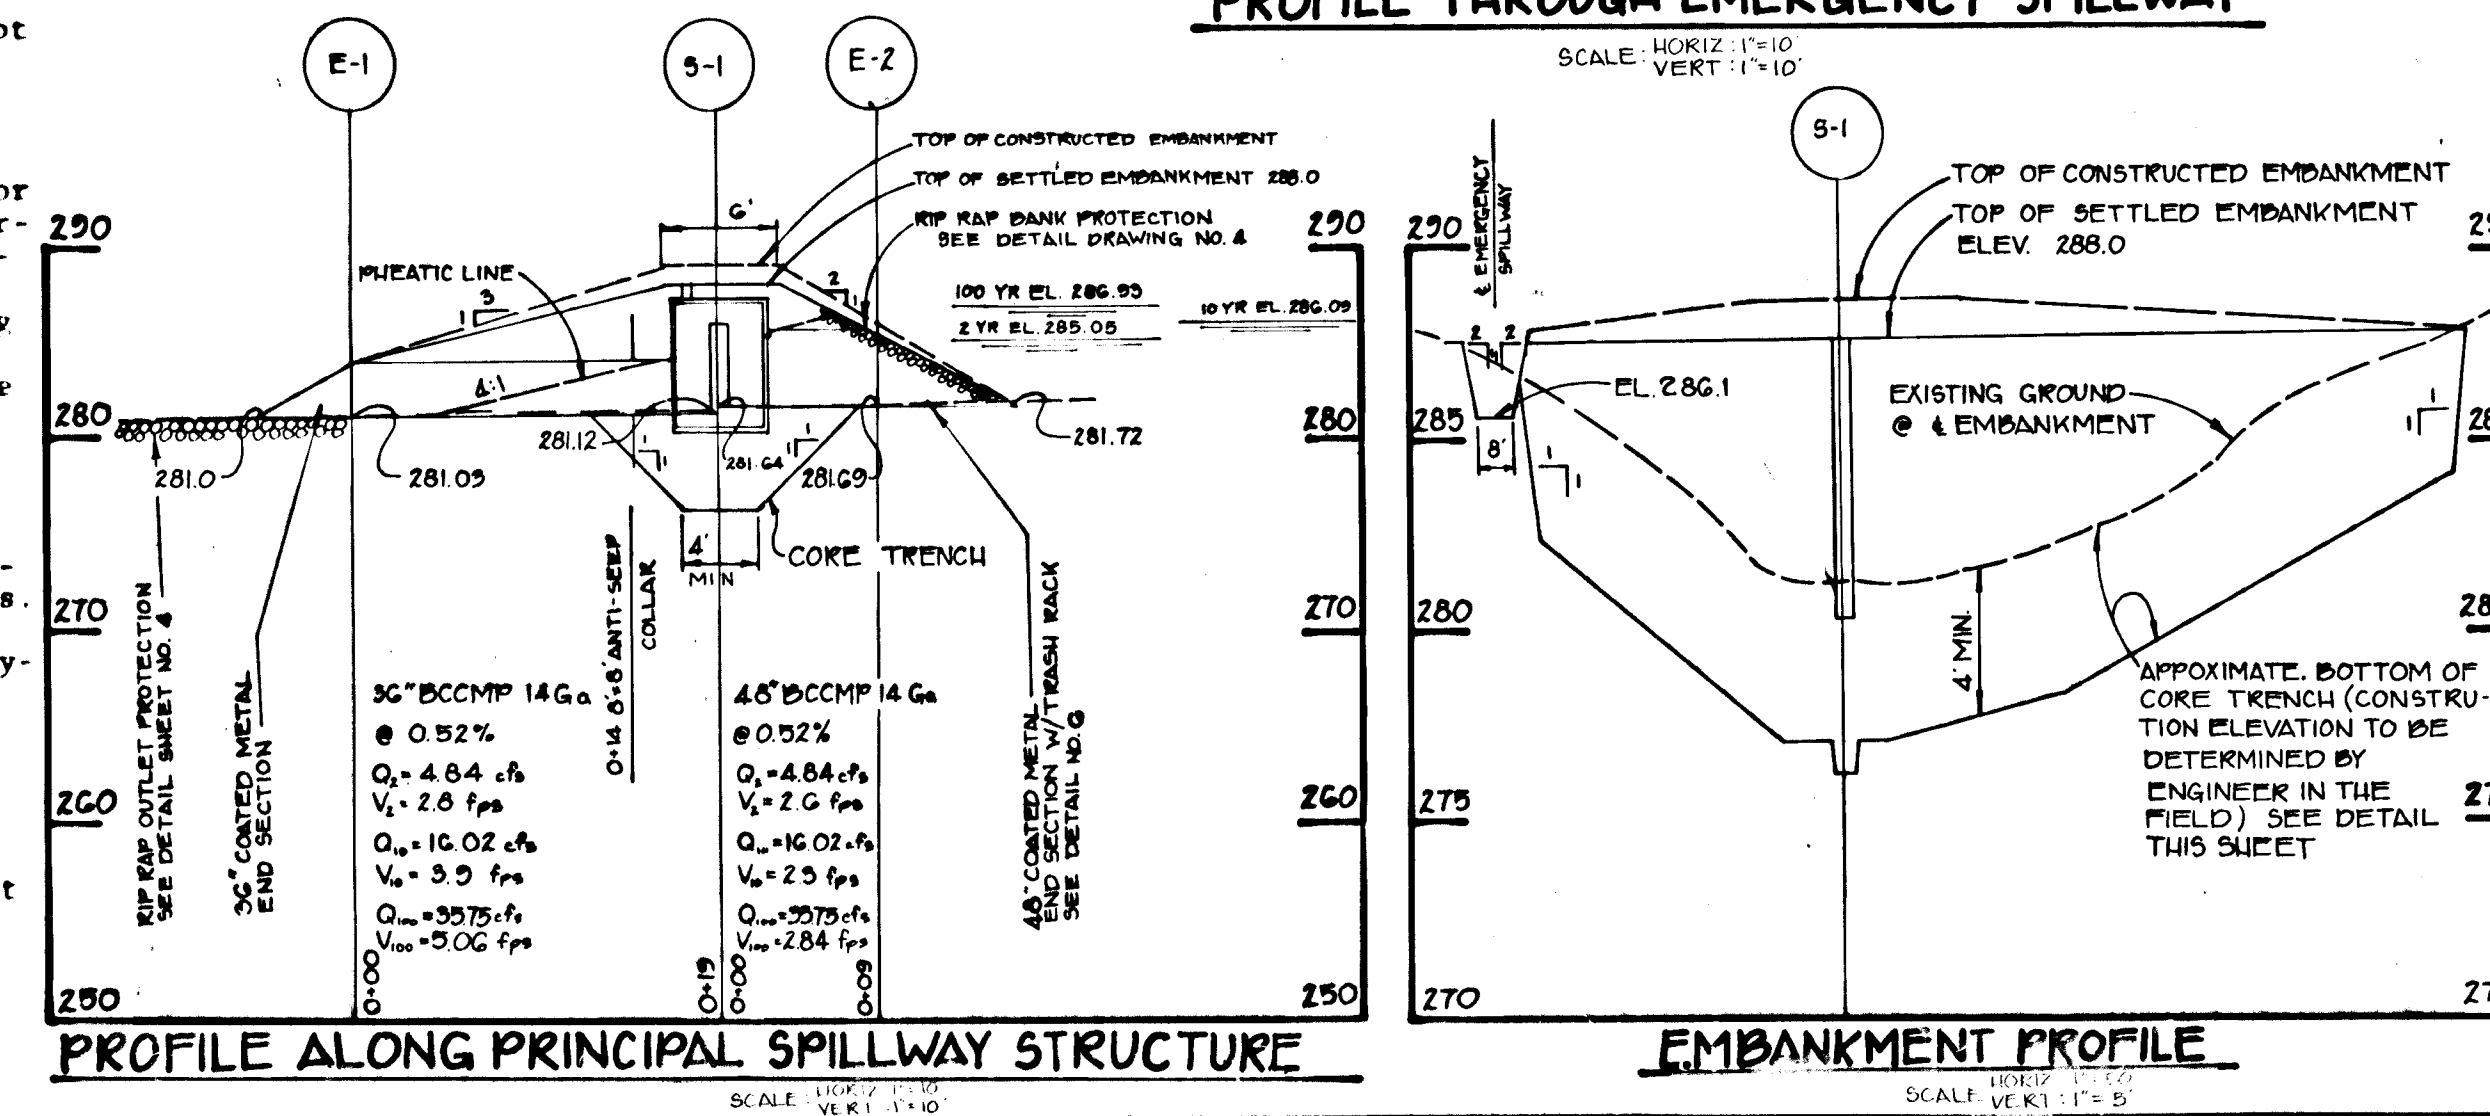 PROFILE THROUGH EMERGENCY SPILLWAY
SCALE: HORIZ: 1"=10'
VERT: 1"=10'
E-1
S-1
E-2
TOP OF CONSTRUCTED EMBANKMENT
TOP OF SETTLED EMBANKMENT 288.0
RIP RAP BANK PROTECTION
SEE DETAIL DRAWING NO. 4
6'
PHEATIC LINE
3
1
2
1
100 YR EL. 286.99
2 YR EL. 285.05
10 YR EL. 286.09
4:1
290
280
270
260
250
290
280
270
260
250
281.0
281.03
281.12
1
1
281.64
1
1
281.69
281.72
4'
MIN
CORE TRENCH
RIP RAP OUTLET PROTECTION
SEE DETAIL SHEET NO. 4
36" COATED METAL
END SECTION
0+14 8'x8' ANTI-SEEP
COLLAR
48" COATED METAL
END SECTION W/TRASH RACK
SEE DETAIL NO. 6
36" BCCMP 14 Ga
@ 0.52%
Q₂= 4.84 cfs
V₂= 2.8 fps
Q₁₀= 16.02 cfs
V₁₀= 3.9 fps
Q₁₀₀=35.75 cfs
V₁₀₀=5.06 fps
48" BCCMP 14 Ga
@ 0.52%
Q₂=4.84 cfs
V₂= 2.6 fps
Q₁₀=16.02 cfs
V₁₀=2.3 fps
Q₁₀₀=35.75 cfs
V₁₀₀=2.84 fps
0+00
0+19
0+00
0+09
PROFILE ALONG PRINCIPAL SPILLWAY STRUCTURE
SCALE: HORIZ 1"=10'
VERT 1"=10'
S-1
℄ EMERGENCY
SPILLWAY
TOP OF CONSTRUCTED EMBANKMENT
TOP OF SETTLED EMBANKMENT
ELEV. 288.0
290
285
280
275
270
2
2
EL. 286.1
8'
1
1
EXISTING GROUND
@ ℄ EMBANKMENT
1
1
4' MIN.
APPOXIMATE. BOTTOM OF
CORE TRENCH (CONSTRU-
TION ELEVATION TO BE
DETERMINED BY
ENGINEER IN THE
FIELD) SEE DETAIL
THIS SHEET
EMBANKMENT PROFILE
SCALE HORIZ 1"=50'
VERT: 1"= 5'